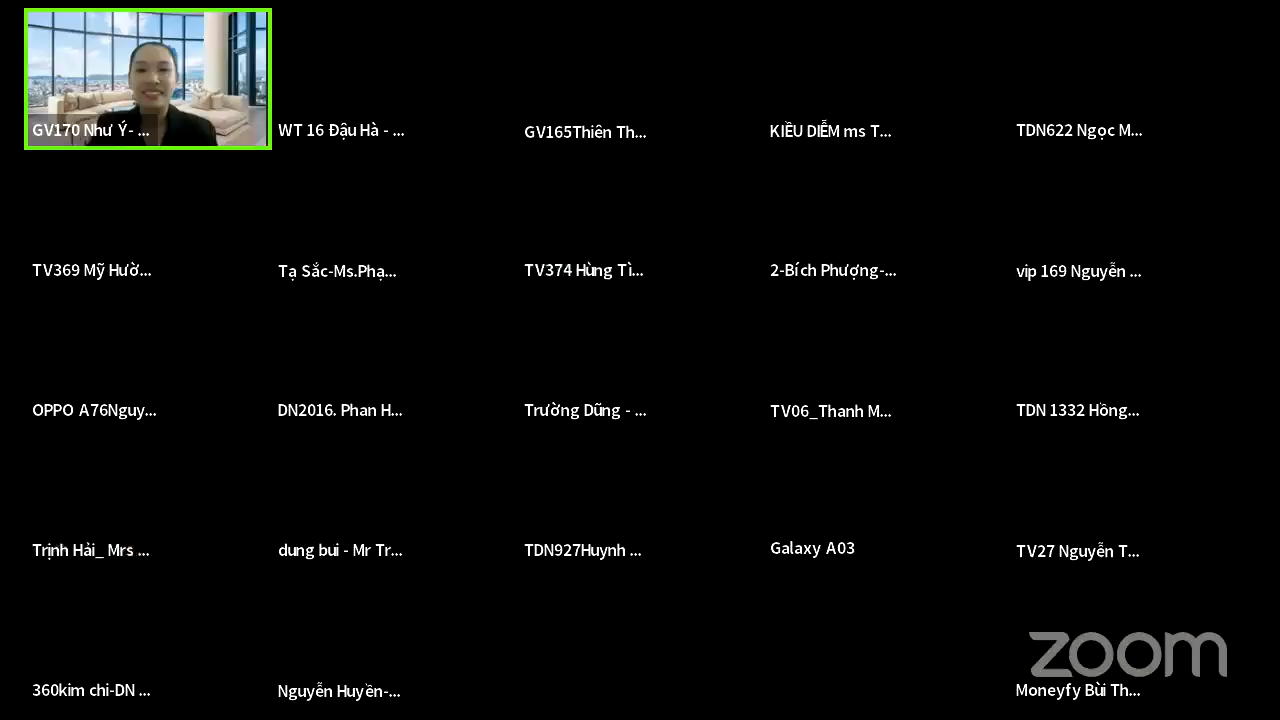 GV170 Như Ý- ...
WT 16 Đậu Hà - ...
GV165Thiên Th...
KIỀU DIỄM ms T...
TDN622 Ngọc M...
TV369 Mỹ Hườ...
Tạ Sắc-Ms.Phạ...
TV374 Hùng Tì...
2-Bích Phượng-...
vip 169 Nguyễn ...
OPPO A76Nguy...
DN2016. Phan H...
Trường Dũng - ...
TV06_Thanh M...
TDN 1332 Hồng...
Trịnh Hải_ Mrs ...
dung bui - Mr Tr...
TDN927Huynh ...
Galaxy A03
TV27 Nguyễn T...
zoom
360kim chi-DN ...
Nguyễn Huyền-...
Moneyfy Bùi Th...